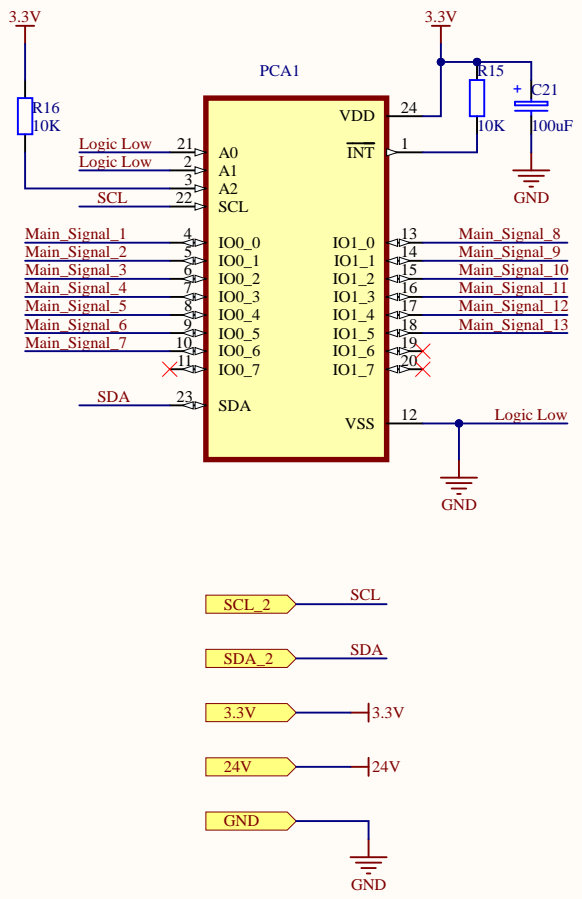 3.3V
3.3V
PCA1
R16
10K
R15
10K
C21
+
100uF
GND
Logic Low 21 A0
Logic Low 2 A1
3 A2
SCL 22 SCL
Main_Signal_1 4 IO0_0
Main_Signal_2 5 IO0_1
Main_Signal_3 6 IO0_2
Main_Signal_4 7 IO0_3
Main_Signal_5 8 IO0_4
Main_Signal_6 9 IO0_5
Main_Signal_7 10 IO0_6
11 IO0_7
SDA 23 SDA
VDD 24
INT 1
IO1_0 13 Main_Signal_8
IO1_1 14 Main_Signal_9
IO1_2 15 Main_Signal_10
IO1_3 16 Main_Signal_11
IO1_4 17 Main_Signal_12
IO1_5 18 Main_Signal_13
IO1_6 19
IO1_7 20
VSS 12 Logic Low
GND
SCL_2 SCL
SDA_2 SDA
3.3V 3.3V
24V 24V
GND
GND